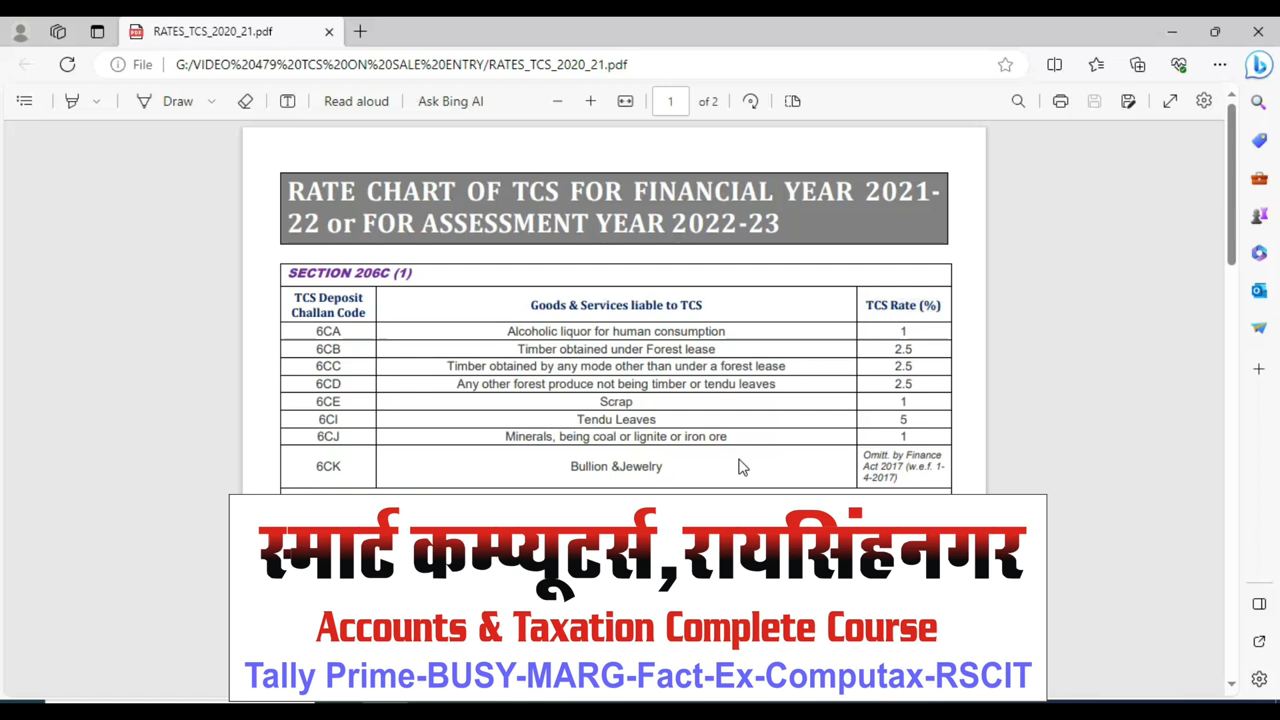 RATES_TCS_2020_21.pdf
File G:/VIDEO%20479%20TCS%20ON%20SALE%20ENTRY/RATES_TCS_2020_21.pdf
Draw Read aloud Ask Bing AI 1 of 2
RATE CHART OF TCS FOR FINANCIAL YEAR 2021-
22 or FOR ASSESSMENT YEAR 2022-23
SECTION 206C (1)
TCS Deposit Challan Code Goods & Services liable to TCS TCS Rate (%)
6CA Alcoholic liquor for human consumption 1
6CB Timber obtained under Forest lease 2.5
6CC Timber obtained by any mode other than under a forest lease 2.5
6CD Any other forest produce not being timber or tendu leaves 2.5
6CE Scrap 1
6CI Tendu Leaves 5
6CJ Minerals, being coal or lignite or iron ore 1
6CK Bullion &Jewelry Omitt. by Finance Act 2017 (w.e.f. 1-4-2017)
स्मार्ट कम्प्यूटर्स,रायसिंहनगर
Accounts & Taxation Complete Course
Tally Prime-BUSY-MARG-Fact-Ex-Computax-RSCIT